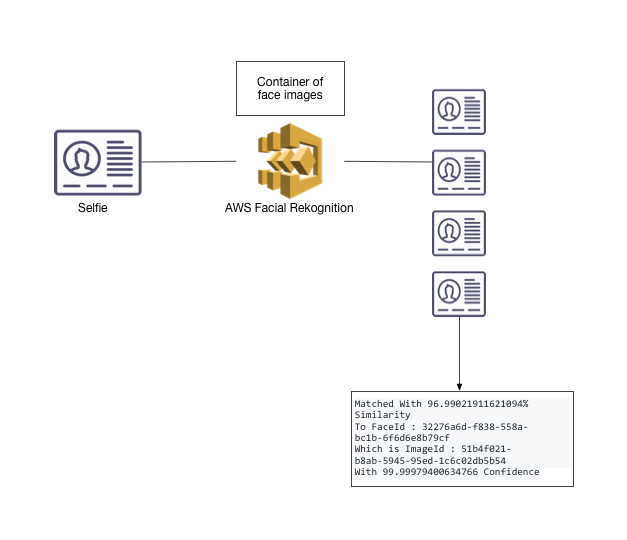 Container of
face images
Selfie
AWS Facial Rekognition
Matched With 96.99021911621094%
Similarity
To FaceId : 32276a6d-f838-558a-
bc1b-6f6d6e8b79cf
Which is ImageId : 51b4f021-
b8ab-5945-95ed-1c6c02db5b54
With 99.99979400634766 Confidence